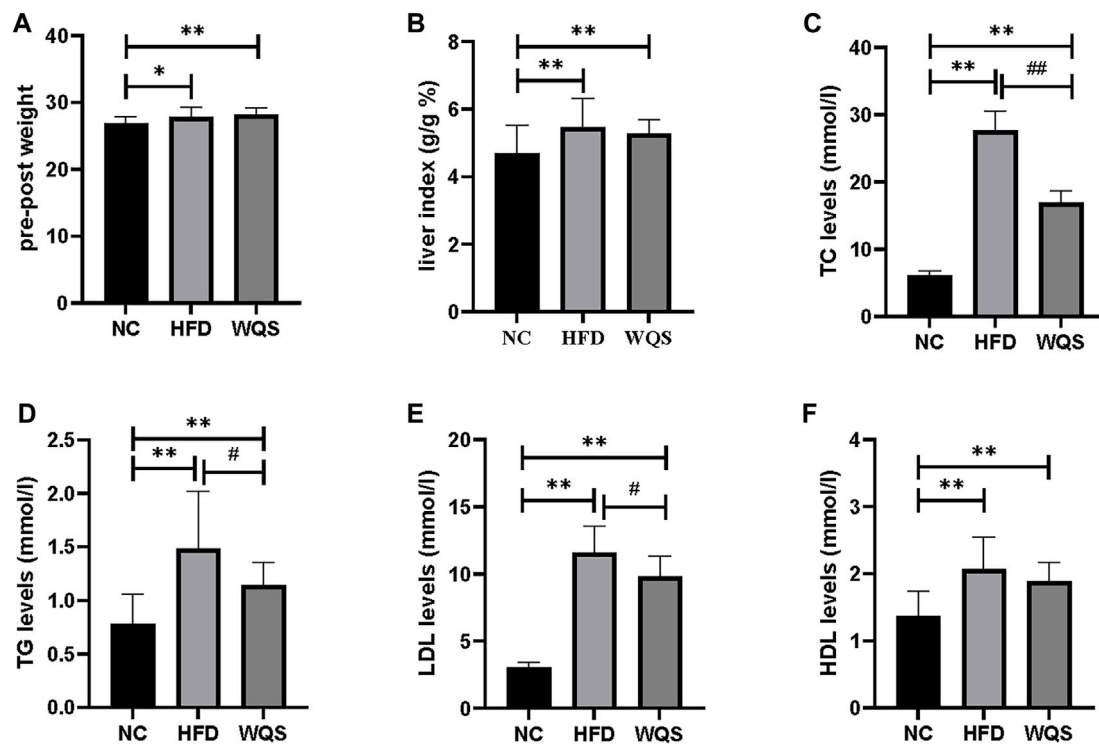 A
pre-post weight
40
30
20
10
0
**
*
NC HFD WQS
B
liver index (g/g %)
8
6
4
2
0
**
**
NC HFD WQS
C
TC levels (mmol/l)
40
30
20
10
0
**
** ##
NC HFD WQS
D
TG levels (mmol/l)
2.5
2.0
1.5
1.0
0.5
0.0
**
** #
NC HFD WQS
E
LDL levels (mmol/l)
20
15
10
5
0
**
** #
NC HFD WQS
F
HDL levels (mmol/l)
4
3
2
1
0
**
**
NC HFD WQS